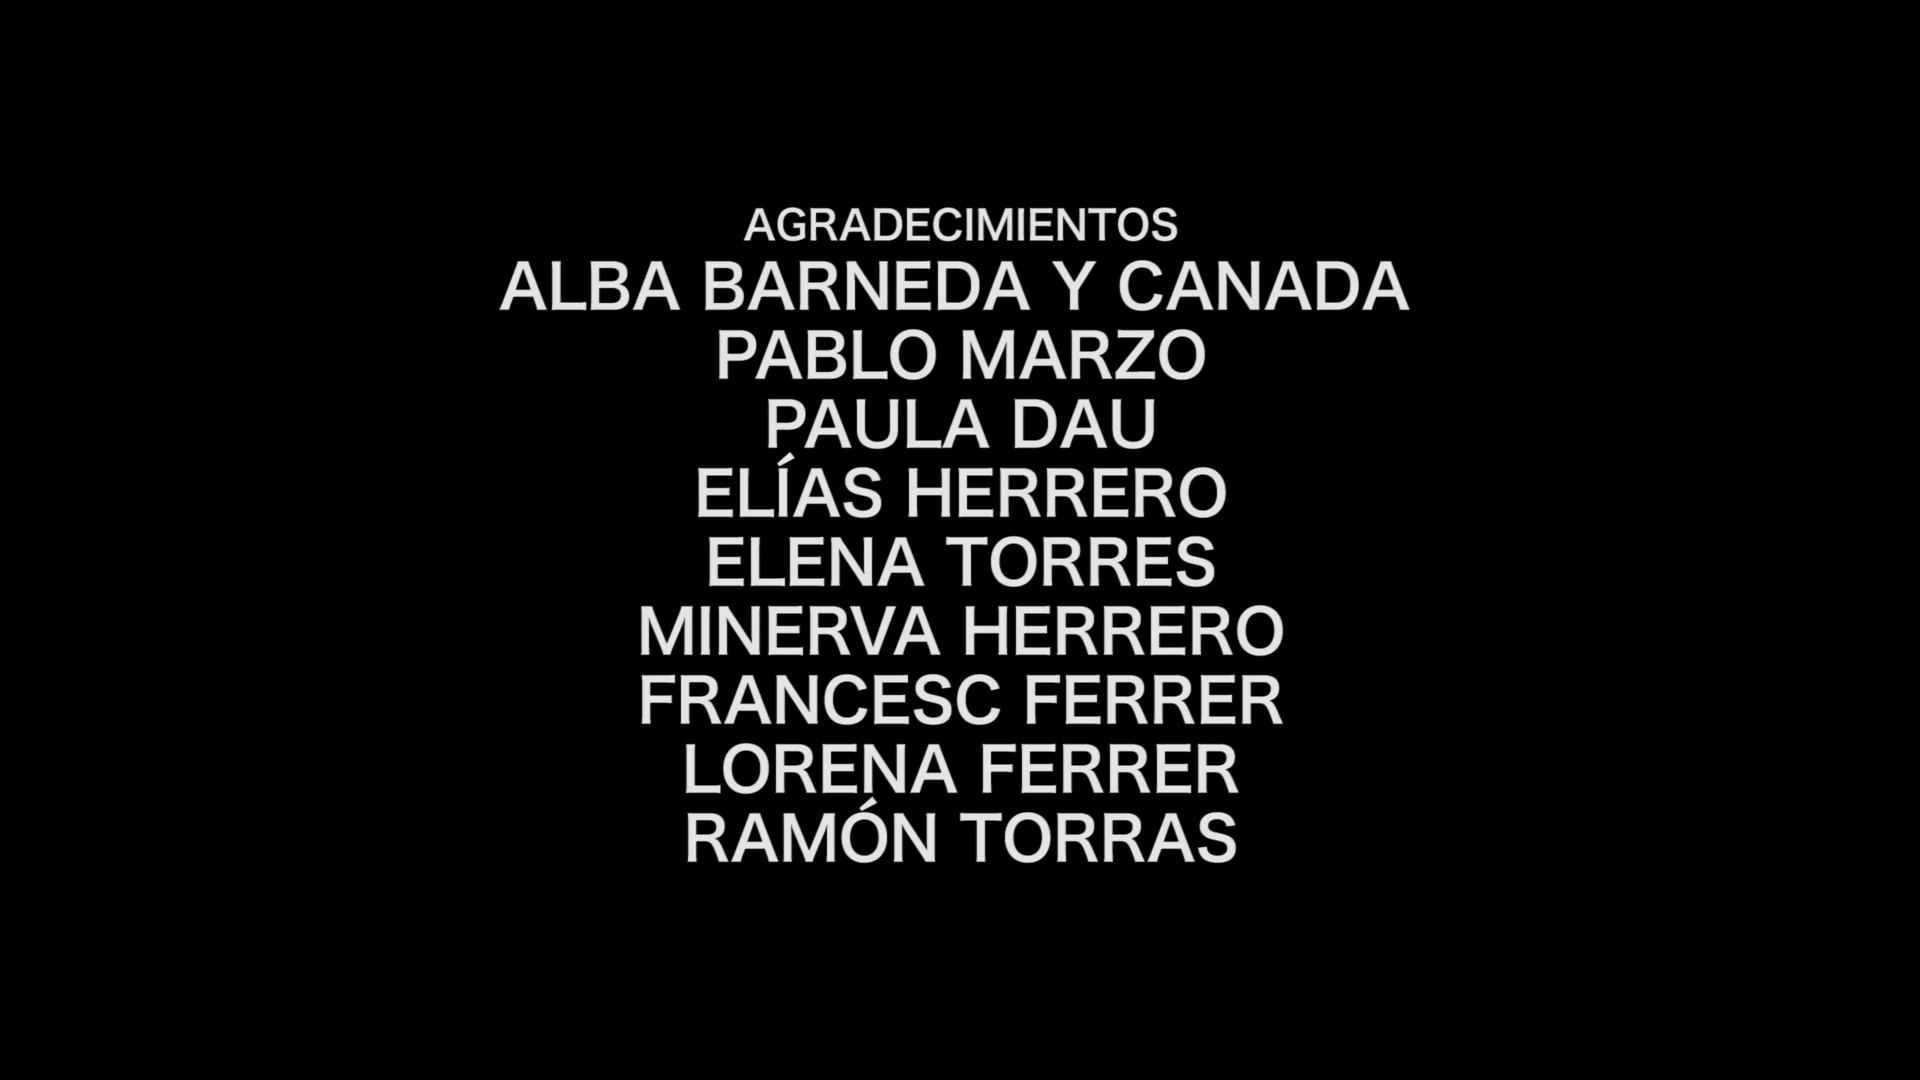 AGRADECIMIENTOS
ALBA BARNEDA Y CANADA
PABLO MARZO
PAULA DAU
ELÍAS HERRERO
ELENA TORRES
MINERVA HERRERO
FRANCESC FERRER
LORENA FERRER
RAMÓN TORRAS